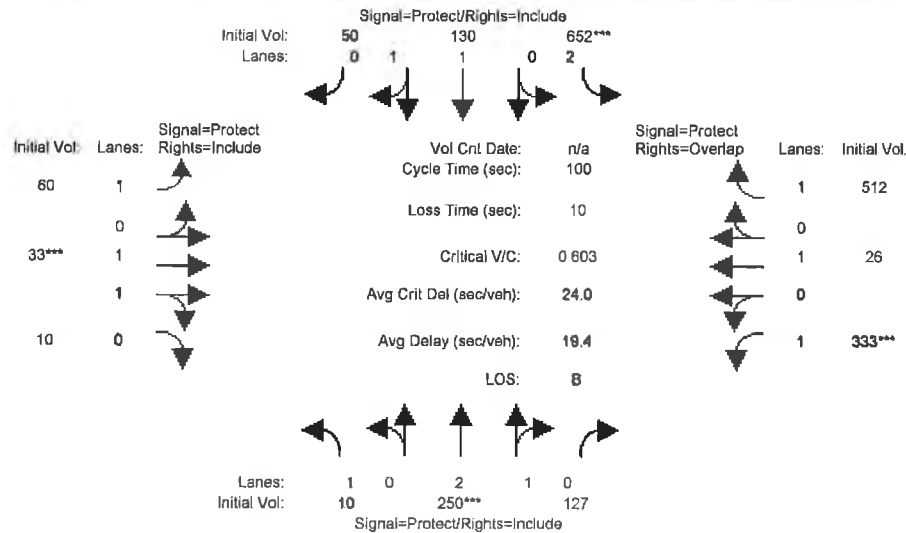 Signal=Protect/Rights=Include
Initial Vol: 50 130 652***
Lanes: 0 1 1 0 2
Signal=Protect
Initial Vol: Lanes: Rights=Include
60 1
0
33*** 1
1
10 0
Vol Cnt Date: n/a
Cycle Time (sec): 100
Loss Time (sec): 10
Critical V/C: 0 603
Avg Crit Del (sec/veh): 24.0
Avg Delay (sec/veh): 19.4
LOS: B
Signal=Protect
Rights=Overlap Lanes: Initial Vol.
1 512
0
1 26
0
1 333***
Lanes: 1 0 2 1 0
Initial Vol: 10 250*** 127
Signal=Protect/Rights=Include